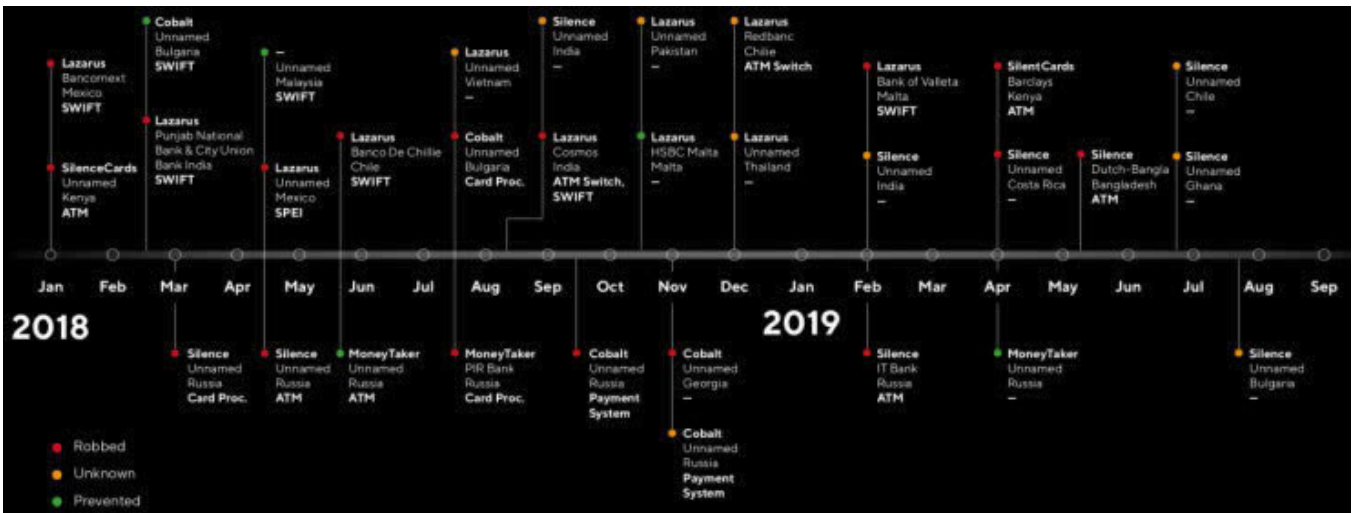 Lazarus
Bancomext
Mexico
SWIFT
SilenceCards
Unnamed
Kenya
ATM
Cobalt
Unnamed
Bulgaria
SWIFT
Lazarus
Punjab National
Bank & City Union
Bank India
SWIFT
–
Unnamed
Malaysia
SWIFT
Lazarus
Unnamed
Mexico
SPEI
Lazarus
Banco De Chillie
Chile
SWIFT
Lazarus
Unnamed
Vietnam
–
Cobalt
Unnamed
Bulgaria
Card Proc.
Silence
Unnamed
India
–
Lazarus
Cosmos
India
ATM Switch,
SWIFT
Lazarus
Unnamed
Pakistan
–
Lazarus
HSBC Malta
Malta
–
Lazarus
Redbanc
Chilie
ATM Switch
Lazarus
Unnamed
Thailand
–
Lazarus
Bank of Valleta
Malta
SWIFT
Silence
Unnamed
India
–
SilentCards
Barclays
Kenya
ATM
Silence
Unnamed
Costa Rica
–
Silence
Dutch-Bangla
Bangladesh
ATM
Silence
Unnamed
Chile
–
Silence
Unnamed
Ghana
–
Jan Feb Mar Apr May Jun Jul Aug Sep Oct Nov Dec Jan Feb Mar Apr May Jun Jul Aug Sep
2018 2019
Silence
Unnamed
Russia
Card Proc.
Silence
Unnamed
Russia
ATM
MoneyTaker
Unnamed
Russia
ATM
MoneyTaker
PIR Bank
Russia
Card Proc.
Cobalt
Unnamed
Russia
Payment
System
Cobalt
Unnamed
Georgia
–
Cobalt
Unnamed
Russia
Payment
System
Silence
IT Bank
Russia
ATM
MoneyTaker
Unnamed
Russia
–
Silence
Unnamed
Bulgaria
–
Robbed
Unknown
Prevented